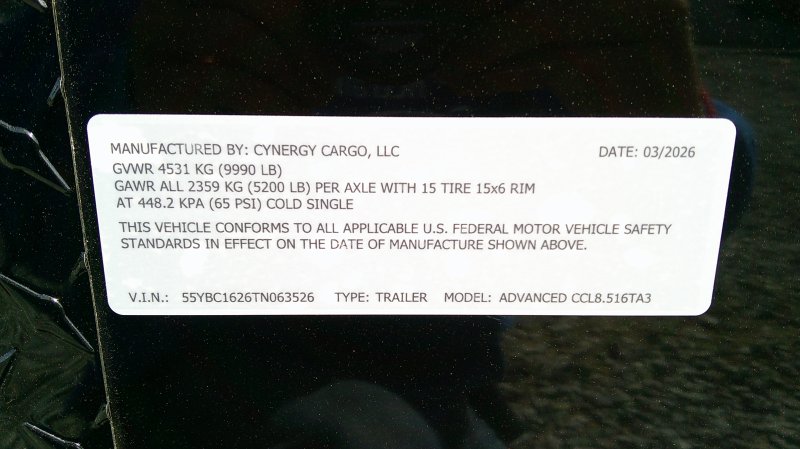 MANUFACTURED BY: CYNERGY CARGO, LLC DATE: 03/2026
GVWR 4531 KG (9990 LB)
GAWR ALL 2359 KG (5200 LB) PER AXLE WITH 15 TIRE 15x6 RIM
AT 448.2 KPA (65 PSI) COLD SINGLE
THIS VEHICLE CONFORMS TO ALL APPLICABLE U.S. FEDERAL MOTOR VEHICLE SAFETY
STANDARDS IN EFFECT ON THE DATE OF MANUFACTURE SHOWN ABOVE.
V.I.N.: 55YBC1626TN063526 TYPE: TRAILER MODEL: ADVANCED CCL8.516TA3